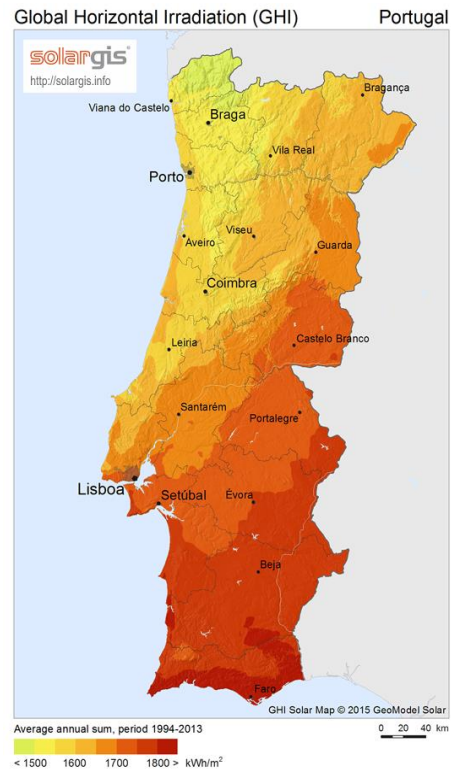 Global Horizontal Irradiation (GHI) Portugal
solargis®
http://solargis.info
Bragança
Viana do Castelo
Braga
Vila Real
Porto
Viseu
Aveiro
Guarda
Coimbra
Leiria
Castelo Branco
Santarém
Portalegre
Lisboa
Setúbal
Évora
Beja
Faro
GHI Solar Map © 2015 GeoModel Solar
Average annual sum, period 1994-2013
0 20 40 km
< 1500 1600 1700 1800 > kWh/m²